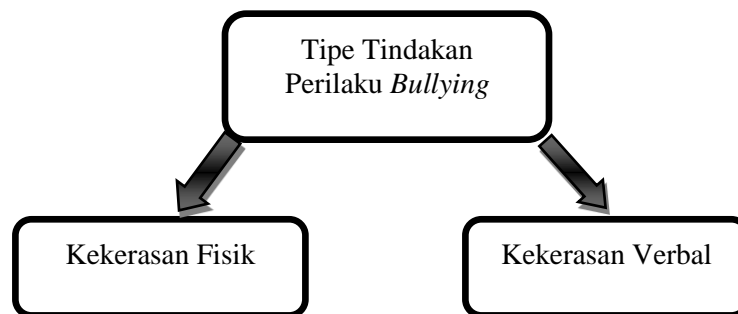 Tipe Tindakan
Perilaku Bullying
Kekerasan Fisik
Kekerasan Verbal